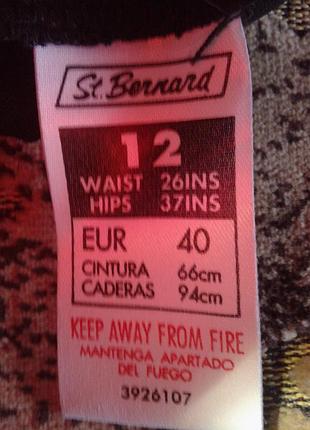 St. Bernard
12
WAIST 26INS
HIPS 37INS
EUR 40
CINTURA 66cm
CADERAS 94cm
KEEP AWAY FROM FIRE
MANTENGA APARTADO
DEL FUEGO
3926107